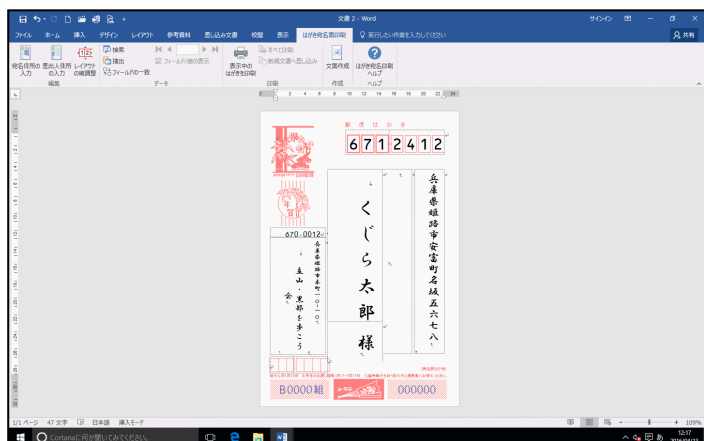 文書 2 - Word
サインイン
ファイル ホーム 挿入 デザイン レイアウト 参考資料 差し込み文書 校閲 表示 はがき宛名面印刷 実行したい作業を入力してください 共有
宛名住所の入力
差出人住所の入力
レイアウトの微調整
検索
抽出
フィールドの一致
フィールド行頭の表示
表示中のはがきを印刷
すべて印刷
新規文書へ差し込み
文面作成
はがき宛名印刷ヘルプ
編集 データ 印刷 作成 ヘルプ
郵便はがき
6712412
兵庫県姫路市安富町名坂五六七八
くじら太郎 様
年賀
670-0012
兵庫県姫路市本町一〇-一〇
立山・黒部を歩こう
会
B0000組
000000
1/1 ページ 47 文字 日本語 挿入モード
109%
Cortanaに何か聞いてみてください。
あ
12:17